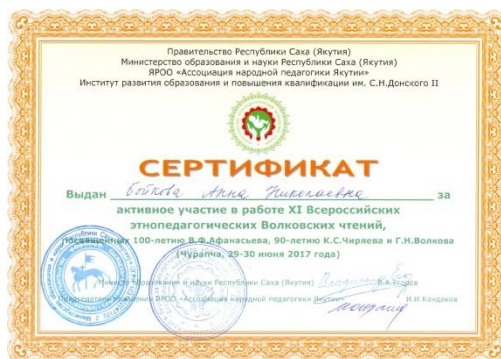 Правительство Республики Саха (Якутия)
Министерство образования и науки Республики Саха (Якутия)
ЯРОО «Ассоциация народной педагогики Якутии»
Институт развития образования и повышения квалификации им. С.Н.Донского II
СЕРТИФИКАТ
Выдан Бойкова Анна Николаевна за
активное участие в работе XI Всероссийских
этнопедагогических Волковских чтений,
посвященных 100-летию В.Ф.Афанасьева, 90-летию К.С.Чиряева и Г.Н.Волкова
(Чурапча, 29-30 июня 2017 года)
Министр образования и науки Республики Саха (Якутия) В.А.Егоров
Председатель правления ЯРОО «Ассоциация народной педагогики Якутии» И.И.Кондаков